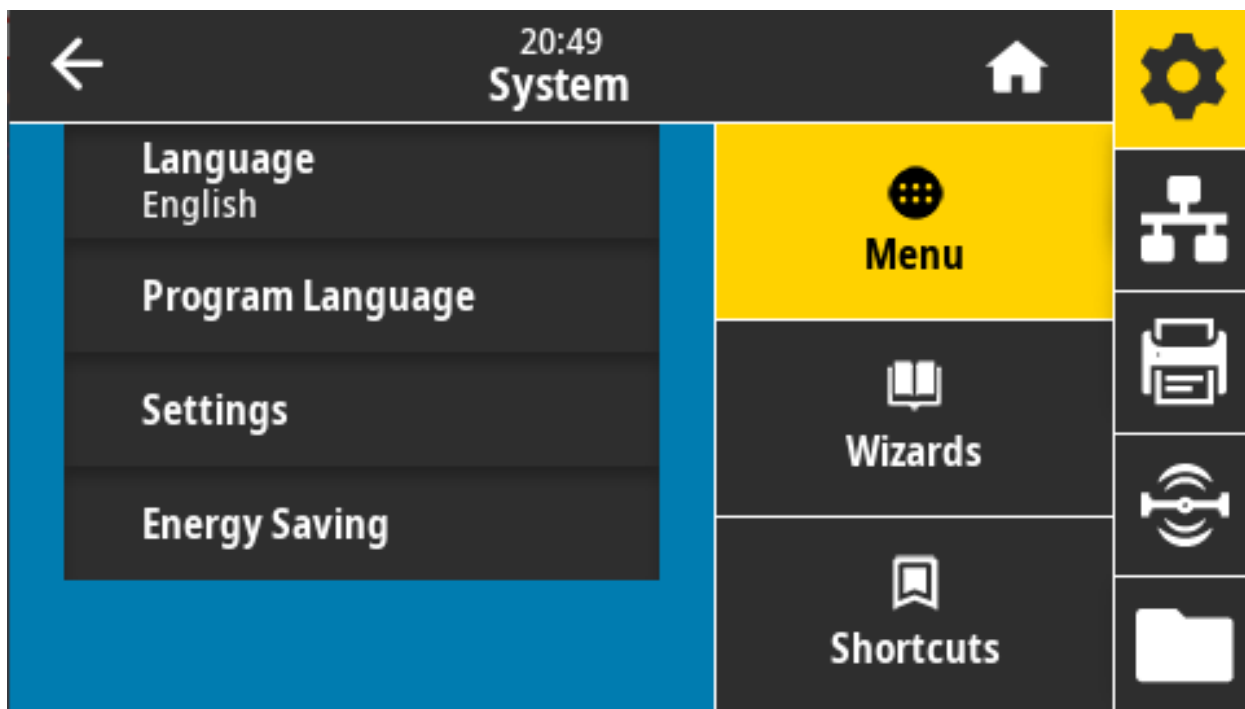 20:49
System
Language
English
Program Language
Settings
Energy Saving
Menu
Wizards
Shortcuts